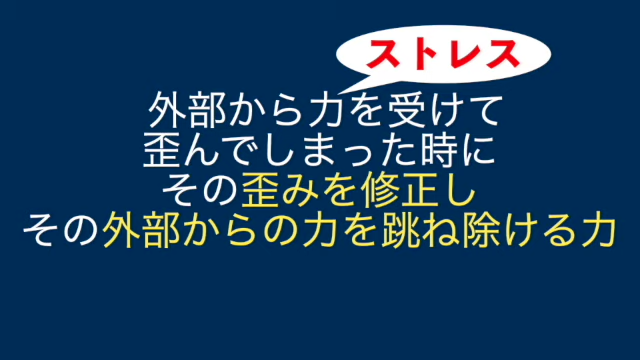 ストレス
外部から力を受けて
歪んでしまった時に
その歪みを修正し
その外部からの力を跳ね除ける力